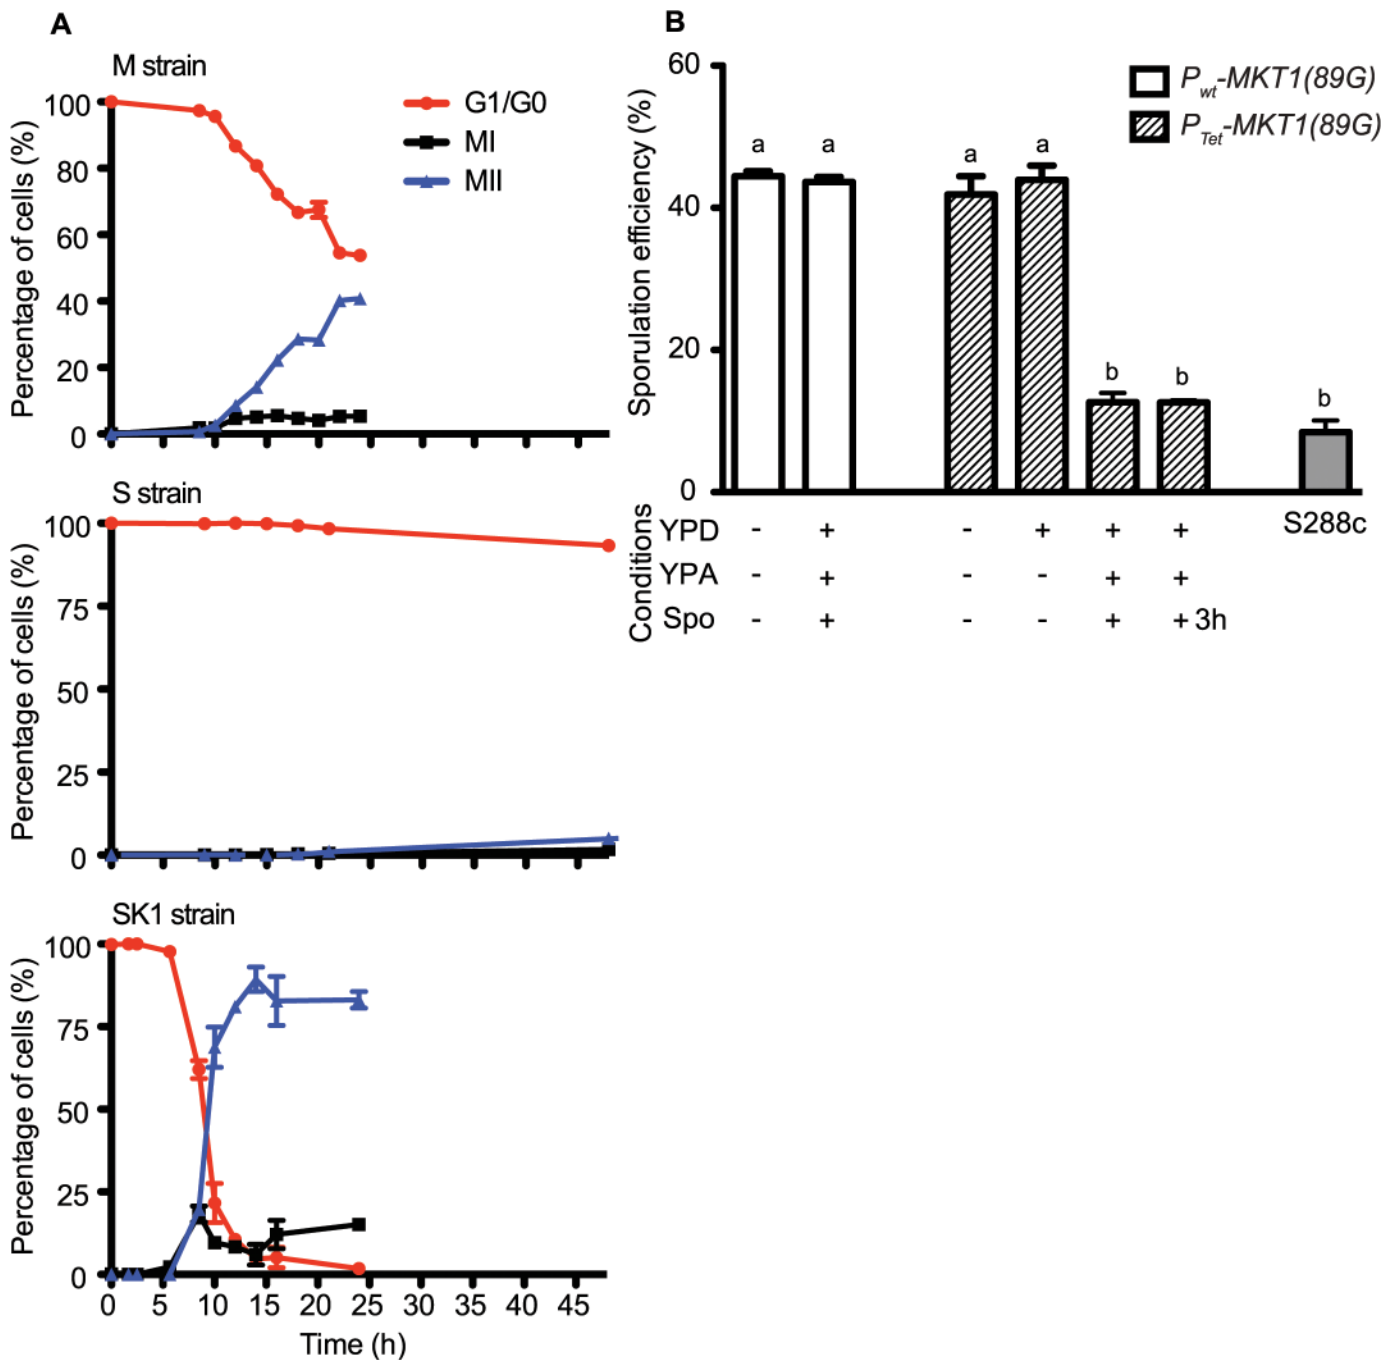 A
M strain
Percentage of cells (%)
100
80
60
40
20
0
G1/G0
MI
MII
S strain
Percentage of cells (%)
100
75
50
25
0
SK1 strain
Percentage of cells (%)
100
75
50
25
0
0 5 10 15 20 25 30 35 40 45
Time (h)
B
Sporulation efficiency (%)
60
40
20
0
Pwt-MKT1(89G)
PTet-MKT1(89G)
a a a a b b b
S288c
Conditions
YPD - + - + + +
YPA - + - - + +
Spo - + - - + + 3h